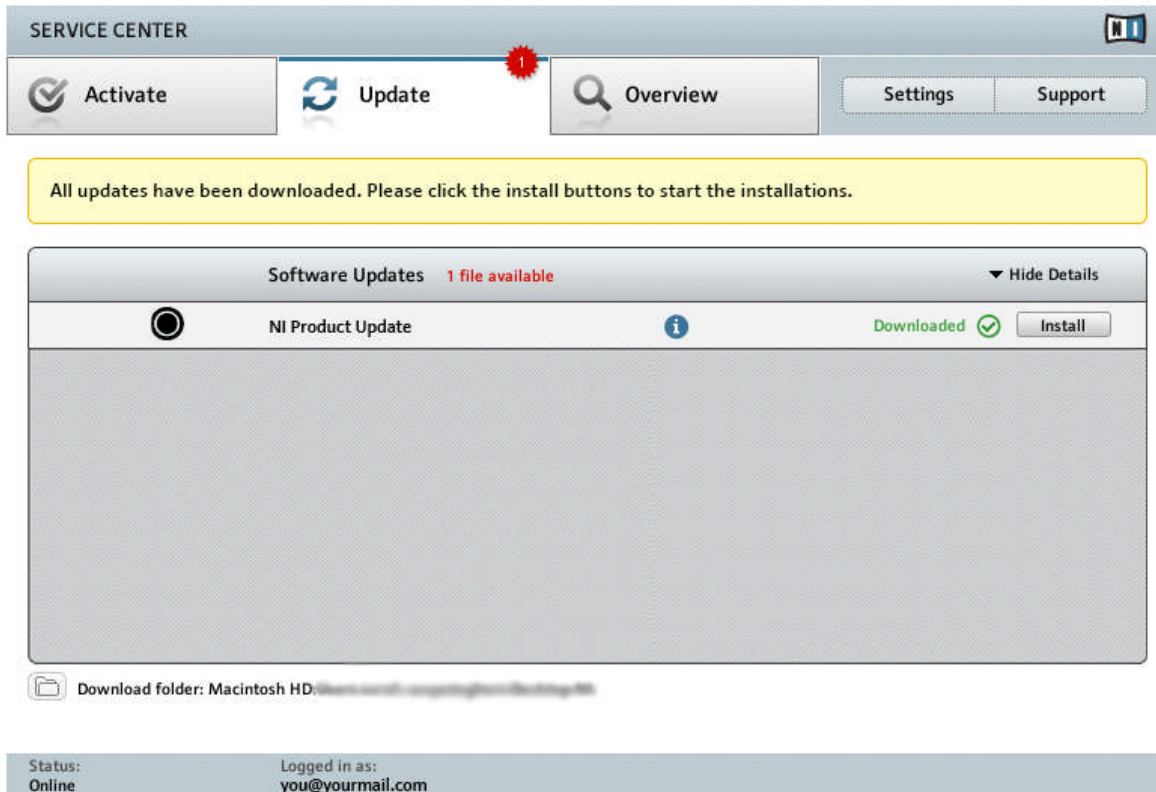 SERVICE CENTER
NI
Activate
Update
1
Overview
Settings
Support
All updates have been downloaded. Please click the install buttons to start the installations.
Software Updates 1 file available
Hide Details
NI Product Update
i
Downloaded
Install
Download folder: Macintosh HD:
Status:
Online
Logged in as:
you@yourmail.com